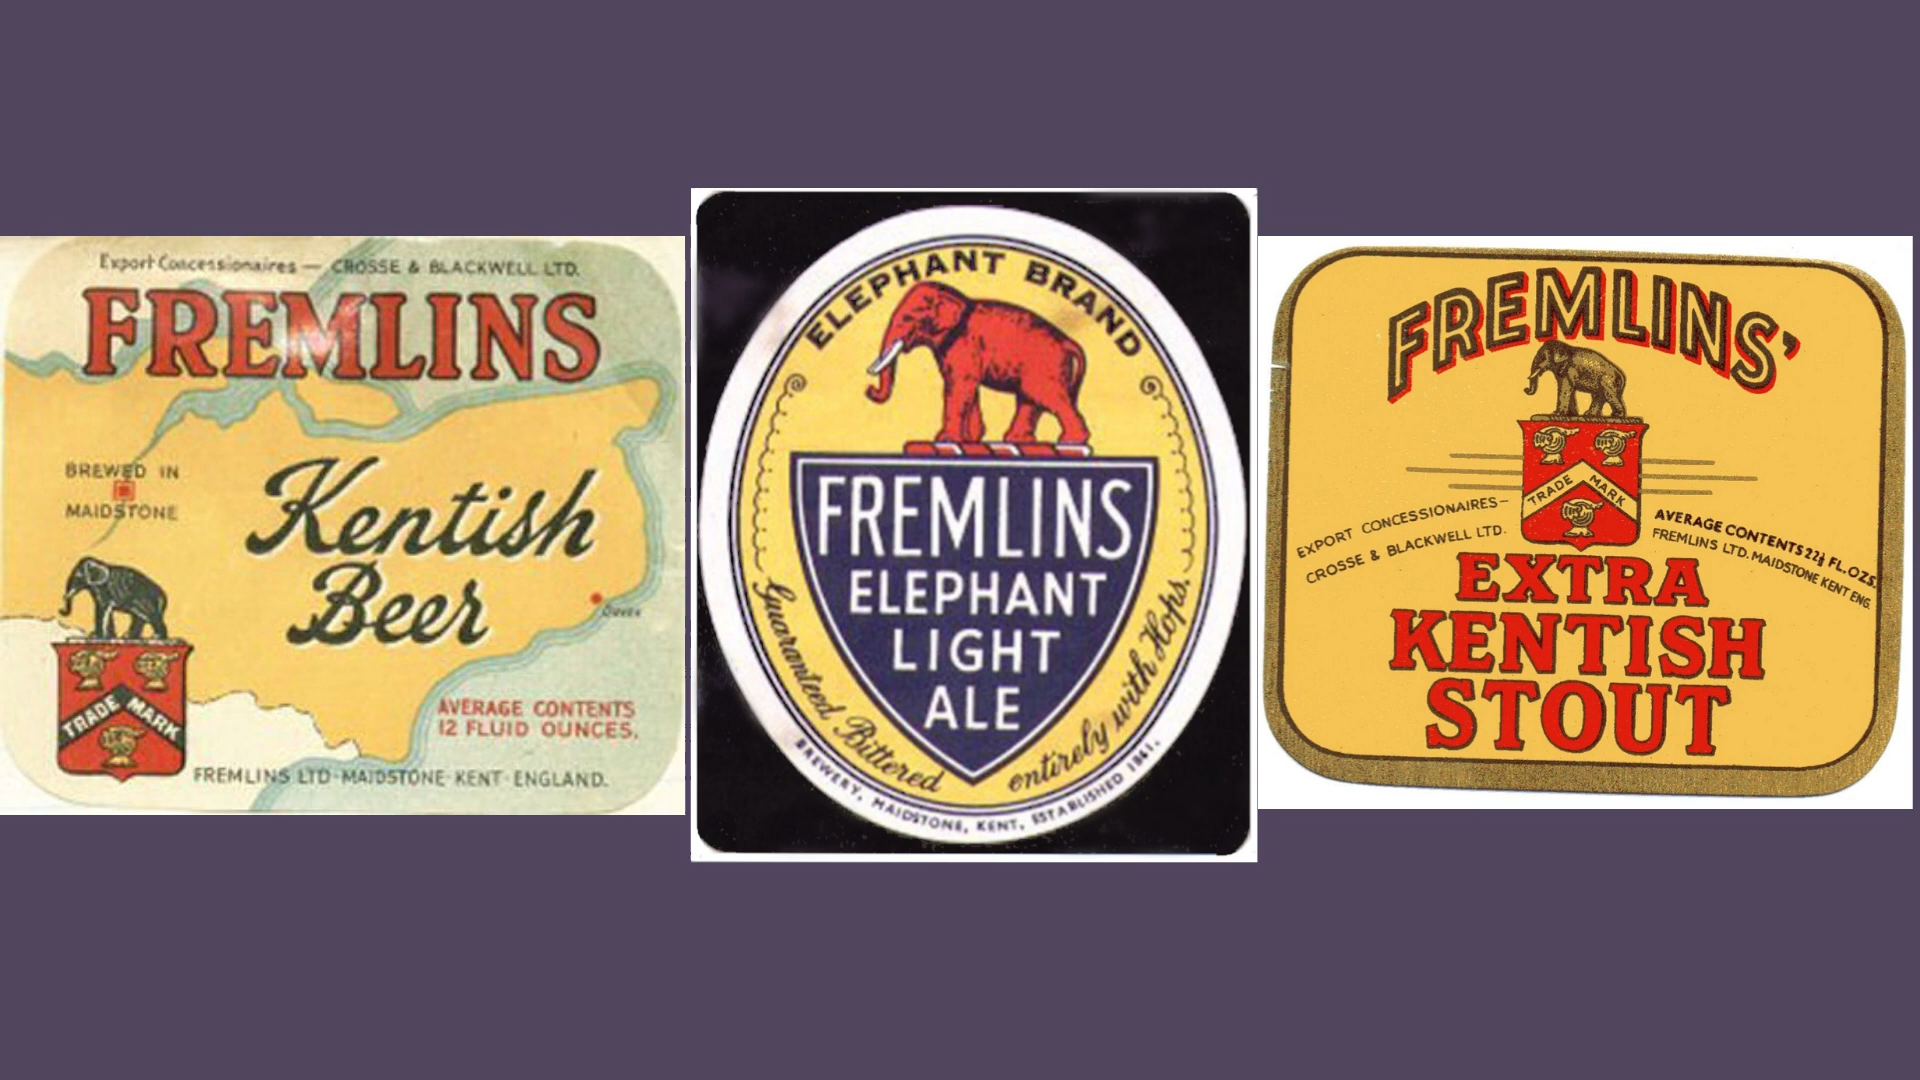 Export Concessionaires — CROSSE & BLACKWELL LTD.
FREMLINS
BREWED IN
MAIDSTONE
Kentish
Beer
Dover
TRADE MARK
AVERAGE CONTENTS
12 FLUID OUNCES.
FREMLINS LTD·MAIDSTONE·KENT·ENGLAND.
ELEPHANT BRAND
FREMLINS
ELEPHANT
LIGHT
ALE
Guaranteed Bittered entirely with Hops.
BREWERY, MAIDSTONE, KENT. ESTABLISHED 1861.
FREMLINS'
TRADE MARK
EXPORT CONCESSIONAIRES—
CROSSE & BLACKWELL LTD.
AVERAGE CONTENTS 22½ FL.OZS.
FREMLINS LTD. MAIDSTONE KENT ENG.
EXTRA
KENTISH
STOUT